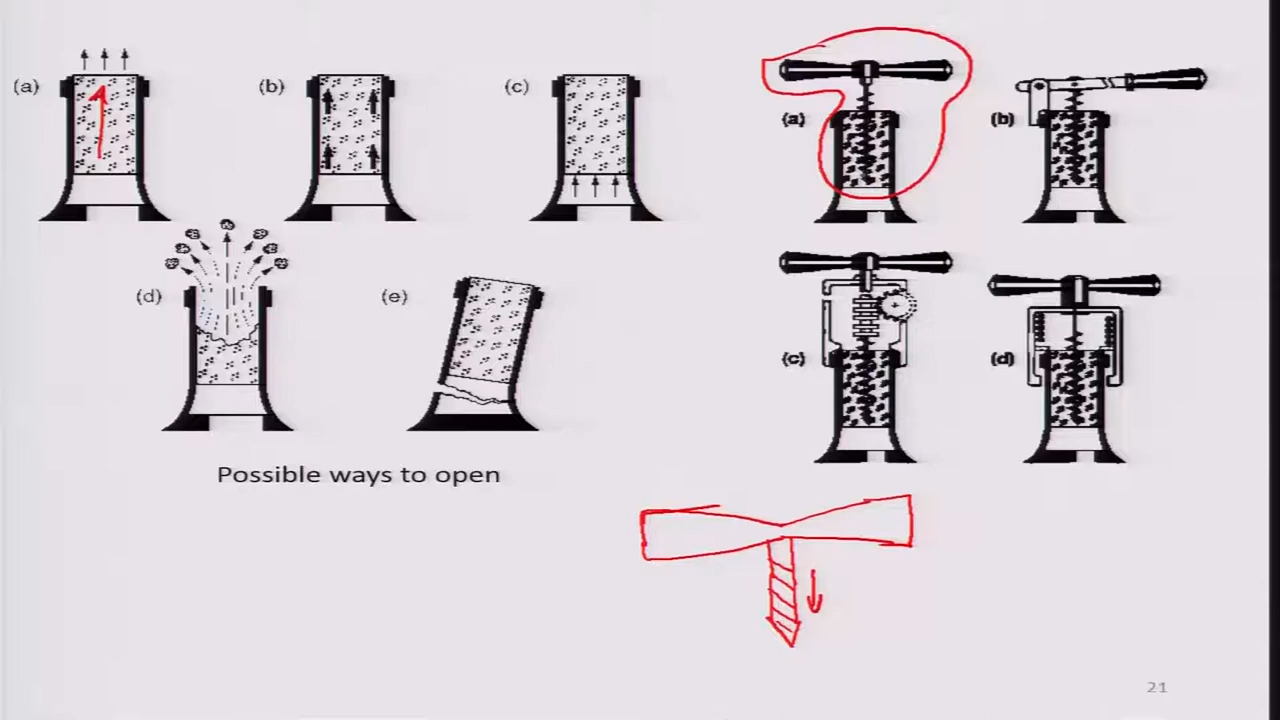 (a) (b) (c)
(d) (e)
Possible ways to open
(a) (b)
(c) (d)
21